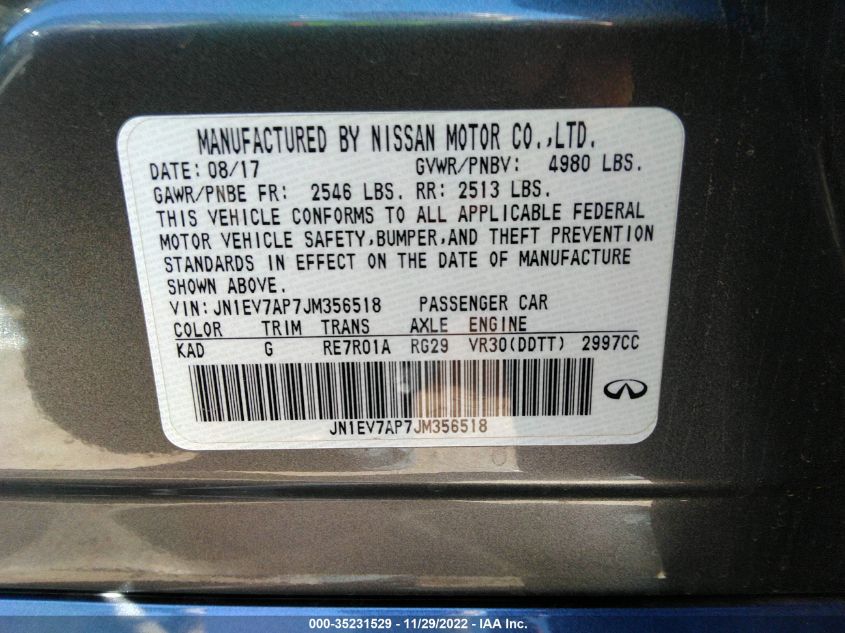 MANUFACTURED BY NISSAN MOTOR CO.,LTD.
DATE: 08/17 GVWR/PNBV: 4980 LBS.
GAWR/PNBE FR: 2546 LBS. RR: 2513 LBS.
THIS VEHICLE CONFORMS TO ALL APPLICABLE FEDERAL
MOTOR VEHICLE SAFETY,BUMPER,AND THEFT PREVENTION
STANDARDS IN EFFECT ON THE DATE OF MANUFACTURE
SHOWN ABOVE.
VIN:JN1EV7AP7JM356518 PASSENGER CAR
COLOR TRIM TRANS AXLE ENGINE
KAD G RE7R01A RG29 VR30(DDTT) 2997CC
JN1EV7AP7JM356518
000-35231529 - 11/29/2022 - IAA Inc.